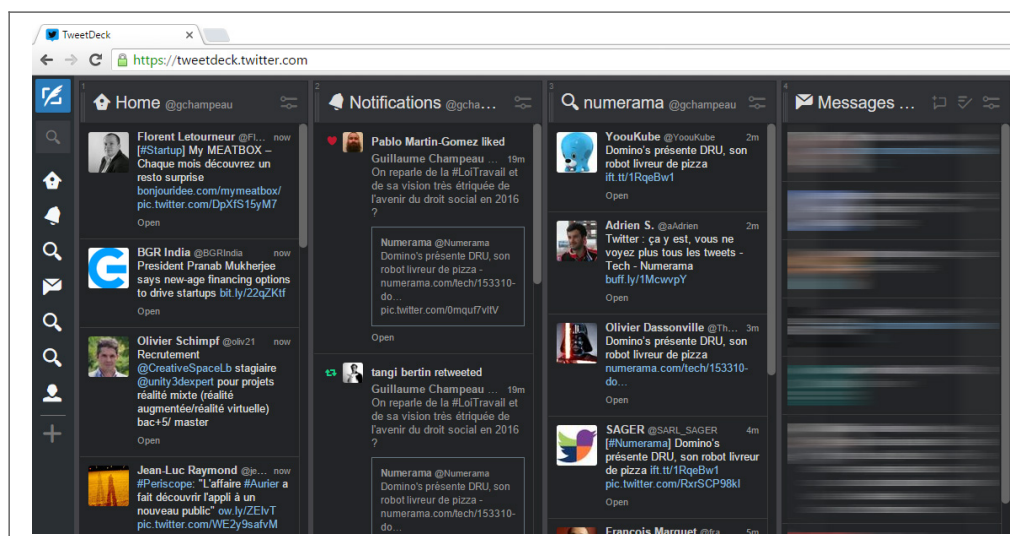 TweetDeck
https://tweetdeck.twitter.com
1
Home @gchampeau
Florent Letourneur @Fl... now
[#Startup] My MEATBOX –
Chaque mois découvrez un
resto surprise
bonjouridee.com/mymeatbox/
pic.twitter.com/DpXfS15yM7
Open
BGR India @BGRIndia now
President Pranab Mukherjee
says new-age financing options
to drive startups bit.ly/22qZKtf
Open
Olivier Schimpf @oliv21 now
Recrutement
@CreativeSpaceLb stagiaire
@unity3dexpert pour projets
réalité mixte (réalité
augmentée/réalité virtuelle)
bac+5/ master
Open
Jean-Luc Raymond @je... now
#Periscope: "L'affaire #Aurier a
fait découvrir l'appli à un
nouveau public" ow.ly/ZEIvT
pic.twitter.com/WE2y9safvM
2
Notifications @gcha...
Pablo Martin-Gomez liked
Guillaume Champeau ... 19m
On reparle de la #LoiTravail et
de sa vision très étriquée de
l'avenir du droit social en 2016
?
Numerama @Numerama
Domino's présente DRU, son
robot livreur de pizza -
numerama.com/tech/153310-
do...
pic.twitter.com/0mquf7vltV
Open
tangi bertin retweeted
Guillaume Champeau ... 19m
On reparle de la #LoiTravail et
de sa vision très étriquée de
l'avenir du droit social en 2016
?
Numerama @Numerama
Domino's présente DRU, son
robot livreur de pizza -
numerama.com/tech/153310-
do...
3
numerama @gchampeau
YoouKube @YoouKube 2m
Domino's présente DRU, son
robot livreur de pizza
ift.tt/1RqeBw1
Open
Adrien S. @aAdrien 2m
Twitter : ça y est, vous ne
voyez plus tous les tweets -
Tech - Numerama
buff.ly/1McwvpY
Open
Olivier Dassonville @Th... 3m
Domino's présente DRU, son
robot livreur de pizza
numerama.com/tech/153310-
do...
Open
SAGER @SARL_SAGER 4m
[#Numerama] Domino's
présente DRU, son robot livreur
de pizza ift.tt/1RqeBw1
pic.twitter.com/RxrSCP98kl
Open
François Marquet @fra... 5m
4
Messages ...